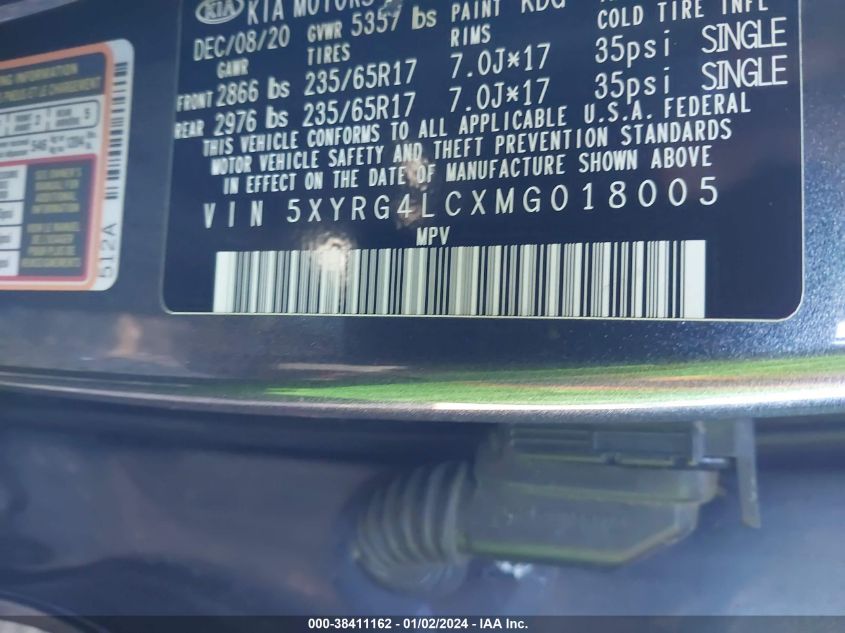 KIA KIA MOTORS
DEC/08/20 GVWR 5357 lbs PAINT KDG
GAWR TIRES RIMS COLD TIRE INFL
FRONT 2866 lbs 235/65R17 7.0J*17 35psi SINGLE
REAR 2976 lbs 235/65R17 7.0J*17 35psi SINGLE
THIS VEHICLE CONFORMS TO ALL APPLICABLE U.S.A. FEDERAL
MOTOR VEHICLE SAFETY AND THEFT PREVENTION STANDARDS
IN EFFECT ON THE DATE OF MANUFACTURE SHOWN ABOVE
VIN 5XYRG4LCXMG018005
MPV
INFORMATION
512A
000-38411162 - 01/02/2024 - IAA Inc.